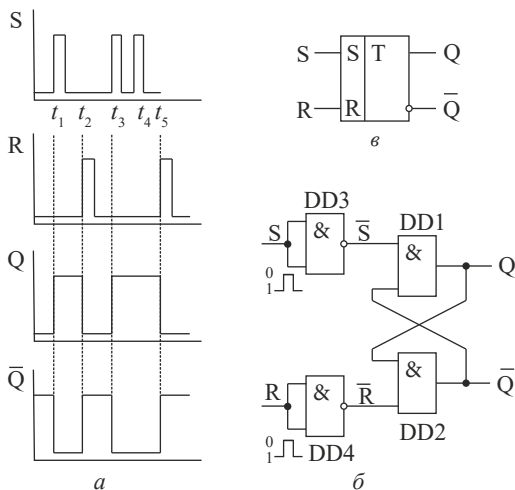 S
t1 t2 t3 t4 t5
R
Q
Q̅
а
S S T Q
R R Q̅
в
DD3
S & S̅
0
1
DD1
& Q
R & R̅
0
1
DD4
& Q̅
DD2
б